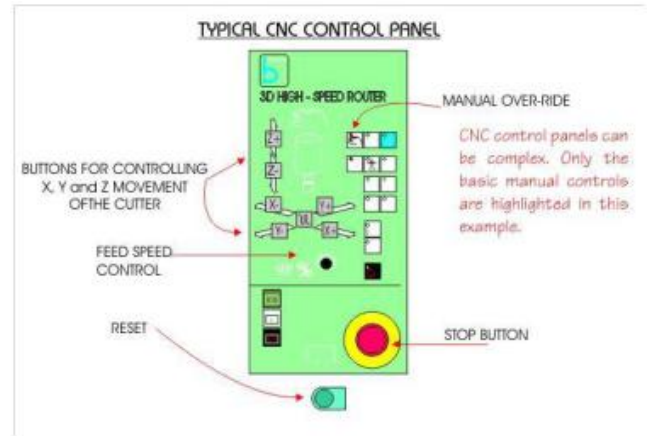 TYPICAL CNC CONTROL PANEL
3D HIGH - SPEED ROUTER
MANUAL OVER-RIDE
CNC control panels can
be complex. Only the
basic manual controls
are highlighted in this
example.
Z+
Z-
BUTTONS FOR CONTROLLING
X, Y and Z MOVEMENT
OFTHE CUTTER
X-
Y+
Y-
X+
FEED SPEED
CONTROL
RESET
STOP BUTTON